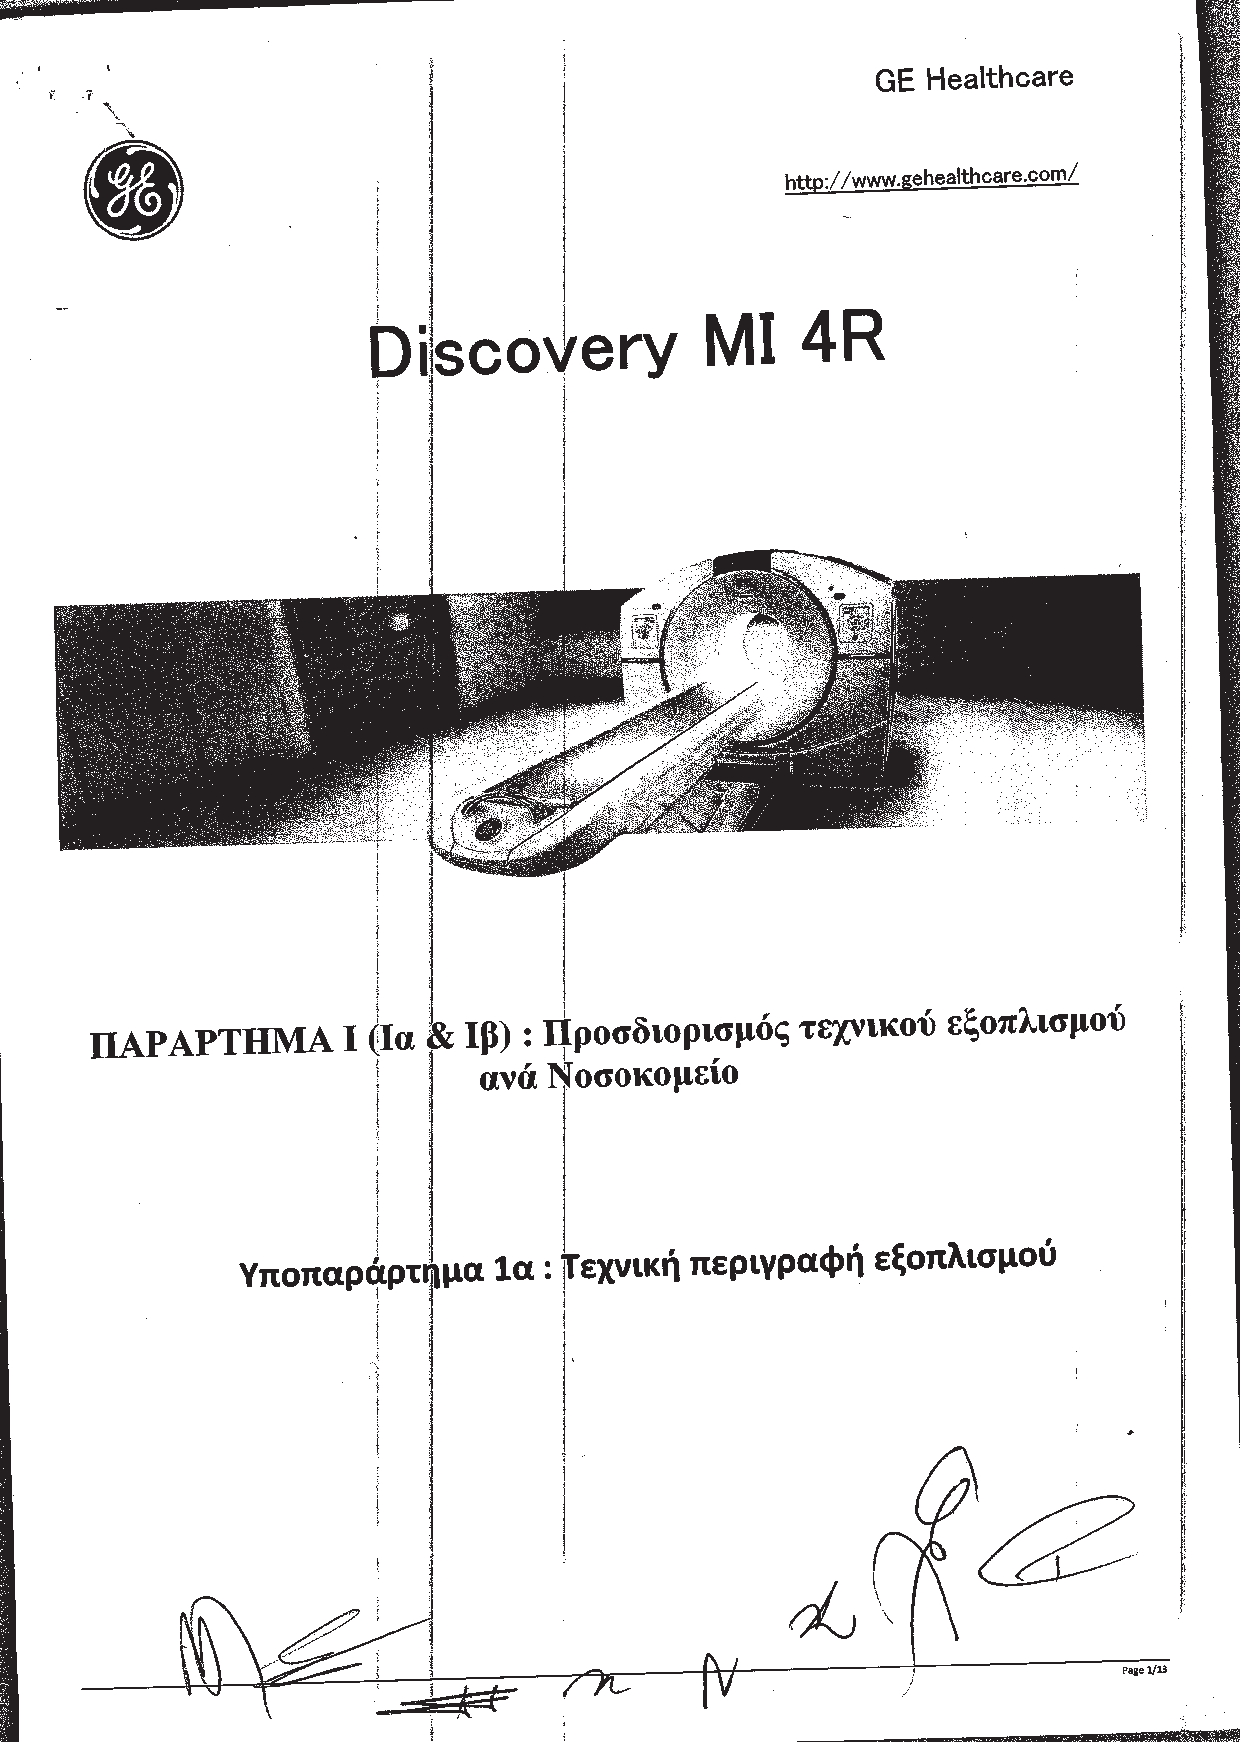 GE Healthcare
http://www.gehealthcare.com/
GE
Discovery MI 4R
ΠΑΡΑΡΤΗΜΑ Ι (Ια & Ιβ) : Προσδιορισμός τεχνικού εξοπλισμού
ανά Νοσοκομείο
Υποπαράρτημα 1α : Τεχνική περιγραφή εξοπλισμού
Page 1/13